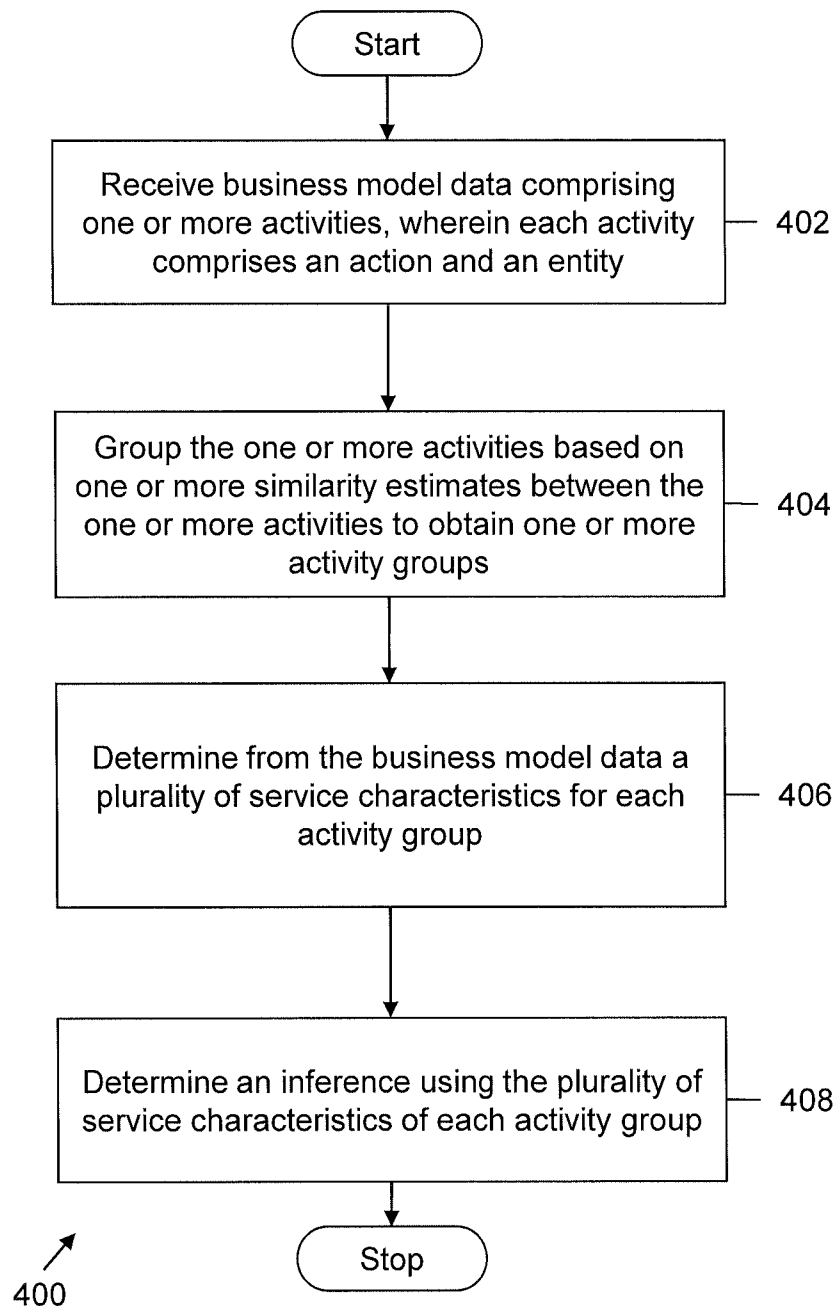 Start
Receive business model data comprising
one or more activities, wherein each activity
comprises an action and an entity
402
Group the one or more activities based on
one or more similarity estimates between the
one or more activities to obtain one or more
activity groups
404
Determine from the business model data a
plurality of service characteristics for each
activity group
406
Determine an inference using the plurality of
service characteristics of each activity group
408
Stop
400